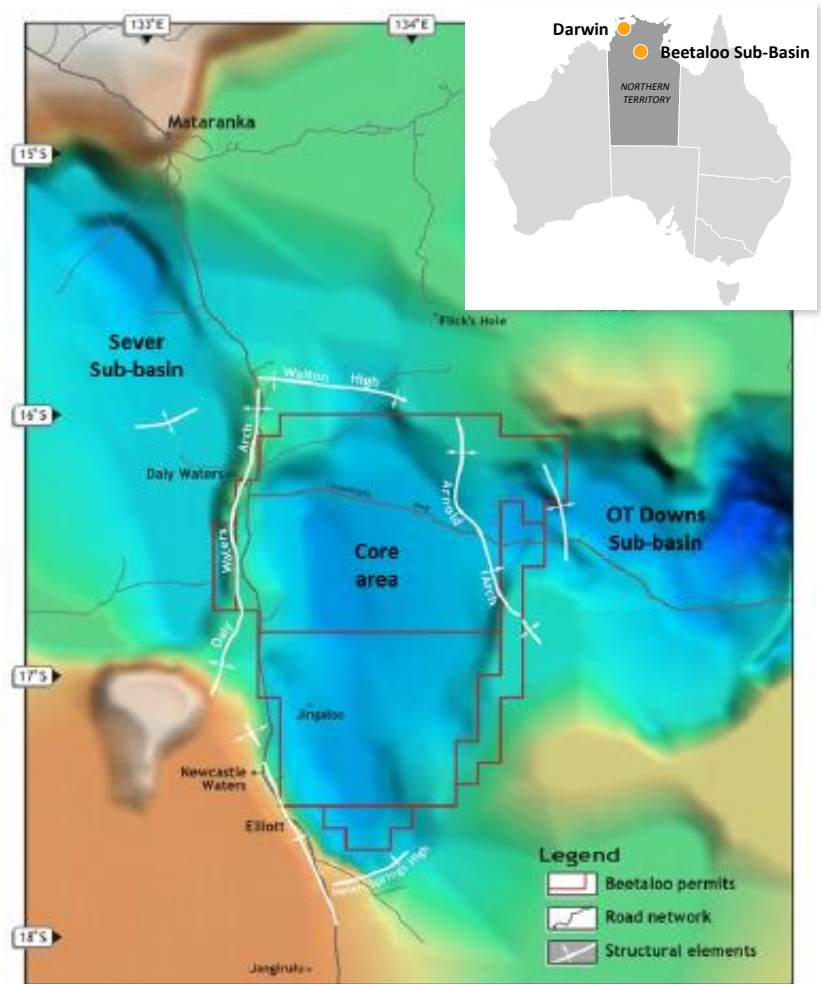 133°E
134°E
Darwin
Beetaloo Sub-Basin
NORTHERN
TERRITORY
Mataranka
15°S
Flick's Hole
Sever
Sub-basin
Walton High
16°S
Arch
Daly Waters
Arnold
OT Downs
Sub-basin
Core
area
Waters
Arch
Daly
17°S
Jingaloo
Newcastle
Waters
Elliott
Springs High
Legend
Beetaloo permits
Road network
Structural elements
18°S
Jangirulu